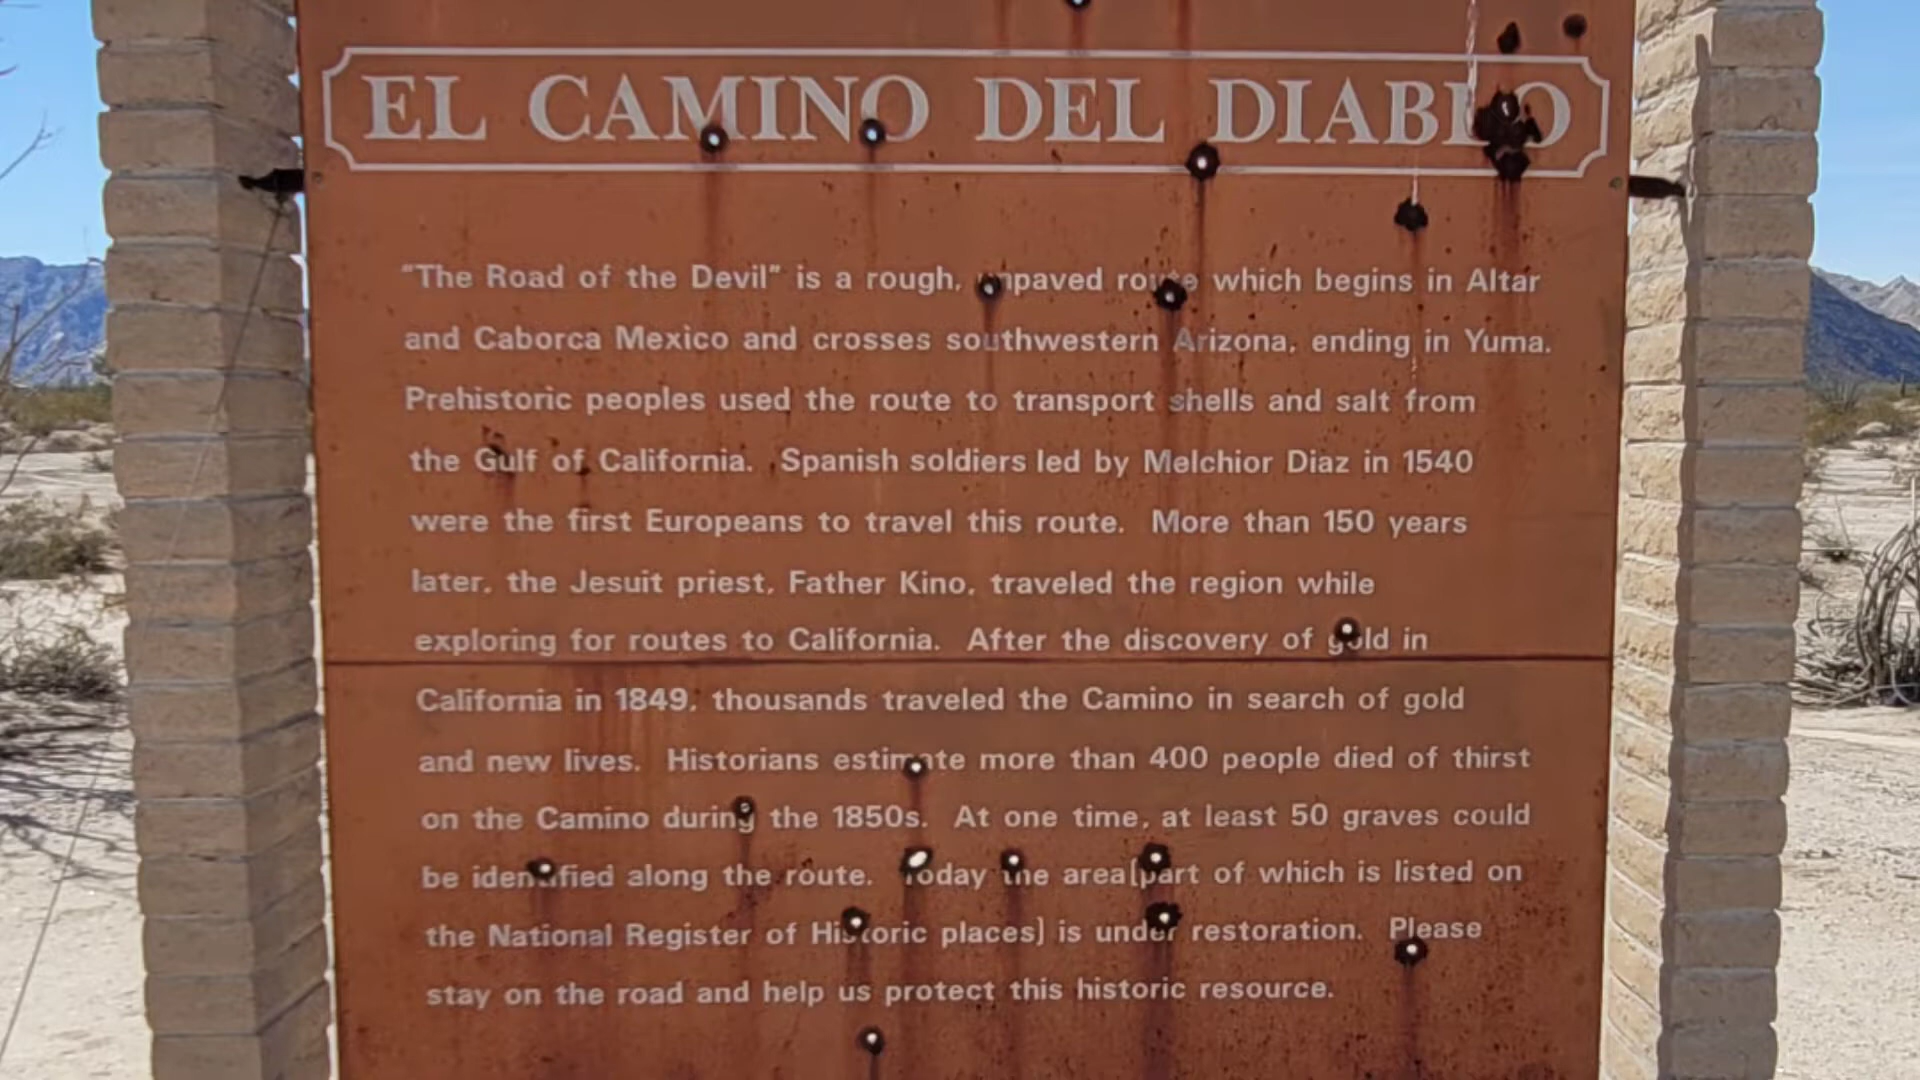 EL CAMINO DEL DIABLO
"The Road of the Devil" is a rough, unpaved route which begins in Altar
and Caborca Mexico and crosses southwestern Arizona, ending in Yuma.
Prehistoric peoples used the route to transport shells and salt from
the Gulf of California. Spanish soldiers led by Melchior Diaz in 1540
were the first Europeans to travel this route. More than 150 years
later, the Jesuit priest, Father Kino, traveled the region while
exploring for routes to California. After the discovery of gold in
California in 1849, thousands traveled the Camino in search of gold
and new lives. Historians estimate more than 400 people died of thirst
on the Camino during the 1850s. At one time, at least 50 graves could
be identified along the route. Today the area(part of which is listed on
the National Register of Historic places) is under restoration. Please
stay on the road and help us protect this historic resource.